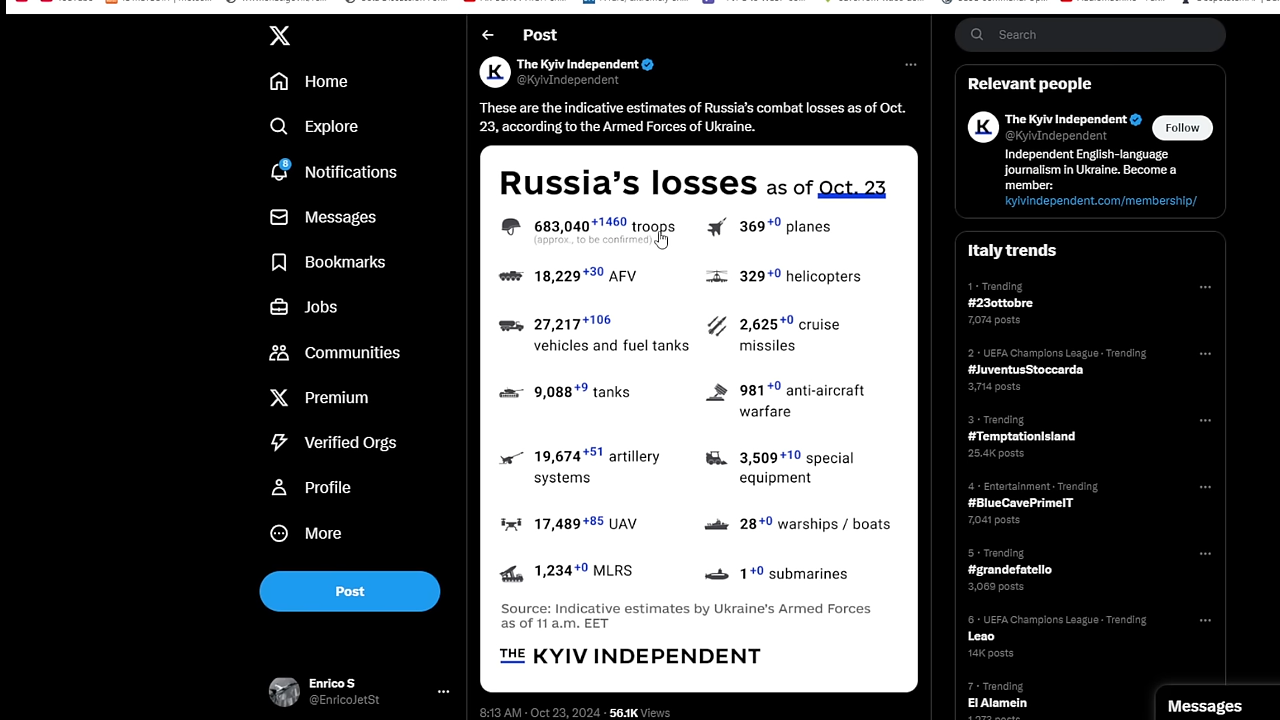 Home
Explore
8
Notifications
Messages
Bookmarks
Jobs
Communities
Premium
Verified Orgs
Profile
More
Post
Enrico S
@EnricoJetSt
Post
The Kyiv Independent
@KyivIndependent
These are the indicative estimates of Russia's combat losses as of Oct.
23, according to the Armed Forces of Ukraine.
Russia's losses as of Oct. 23
683,040 +1460 troops
(approx., to be confirmed)
18,229 +30 AFV
27,217 +106
vehicles and fuel tanks
9,088 +9 tanks
19,674 +51 artillery
systems
17,489 +85 UAV
1,234 +0 MLRS
369 +0 planes
329 +0 helicopters
2,625 +0 cruise
missiles
981 +0 anti-aircraft
warfare
3,509 +10 special
equipment
28 +0 warships / boats
1 +0 submarines
Source: Indicative estimates by Ukraine's Armed Forces
as of 11 a.m. EET
THE KYIV INDEPENDENT
8:13 AM · Oct 23, 2024 · 56.1K Views
Search
Relevant people
The Kyiv Independent
@KyivIndependent
Follow
Independent English-language
journalism in Ukraine. Become a
member:
kyivindependent.com/membership/
Italy trends
1 · Trending
#23ottobre
7,074 posts
2 · UEFA Champions League · Trending
#JuventusStoccarda
3,714 posts
3 · Trending
#TemptationIsland
25.4K posts
4 · Entertainment · Trending
#BlueCavePrimeIT
7,041 posts
5 · Trending
#grandefatello
3,069 posts
6 · UEFA Champions League · Trending
Leao
14K posts
7 · Trending
El Alamein
Messages